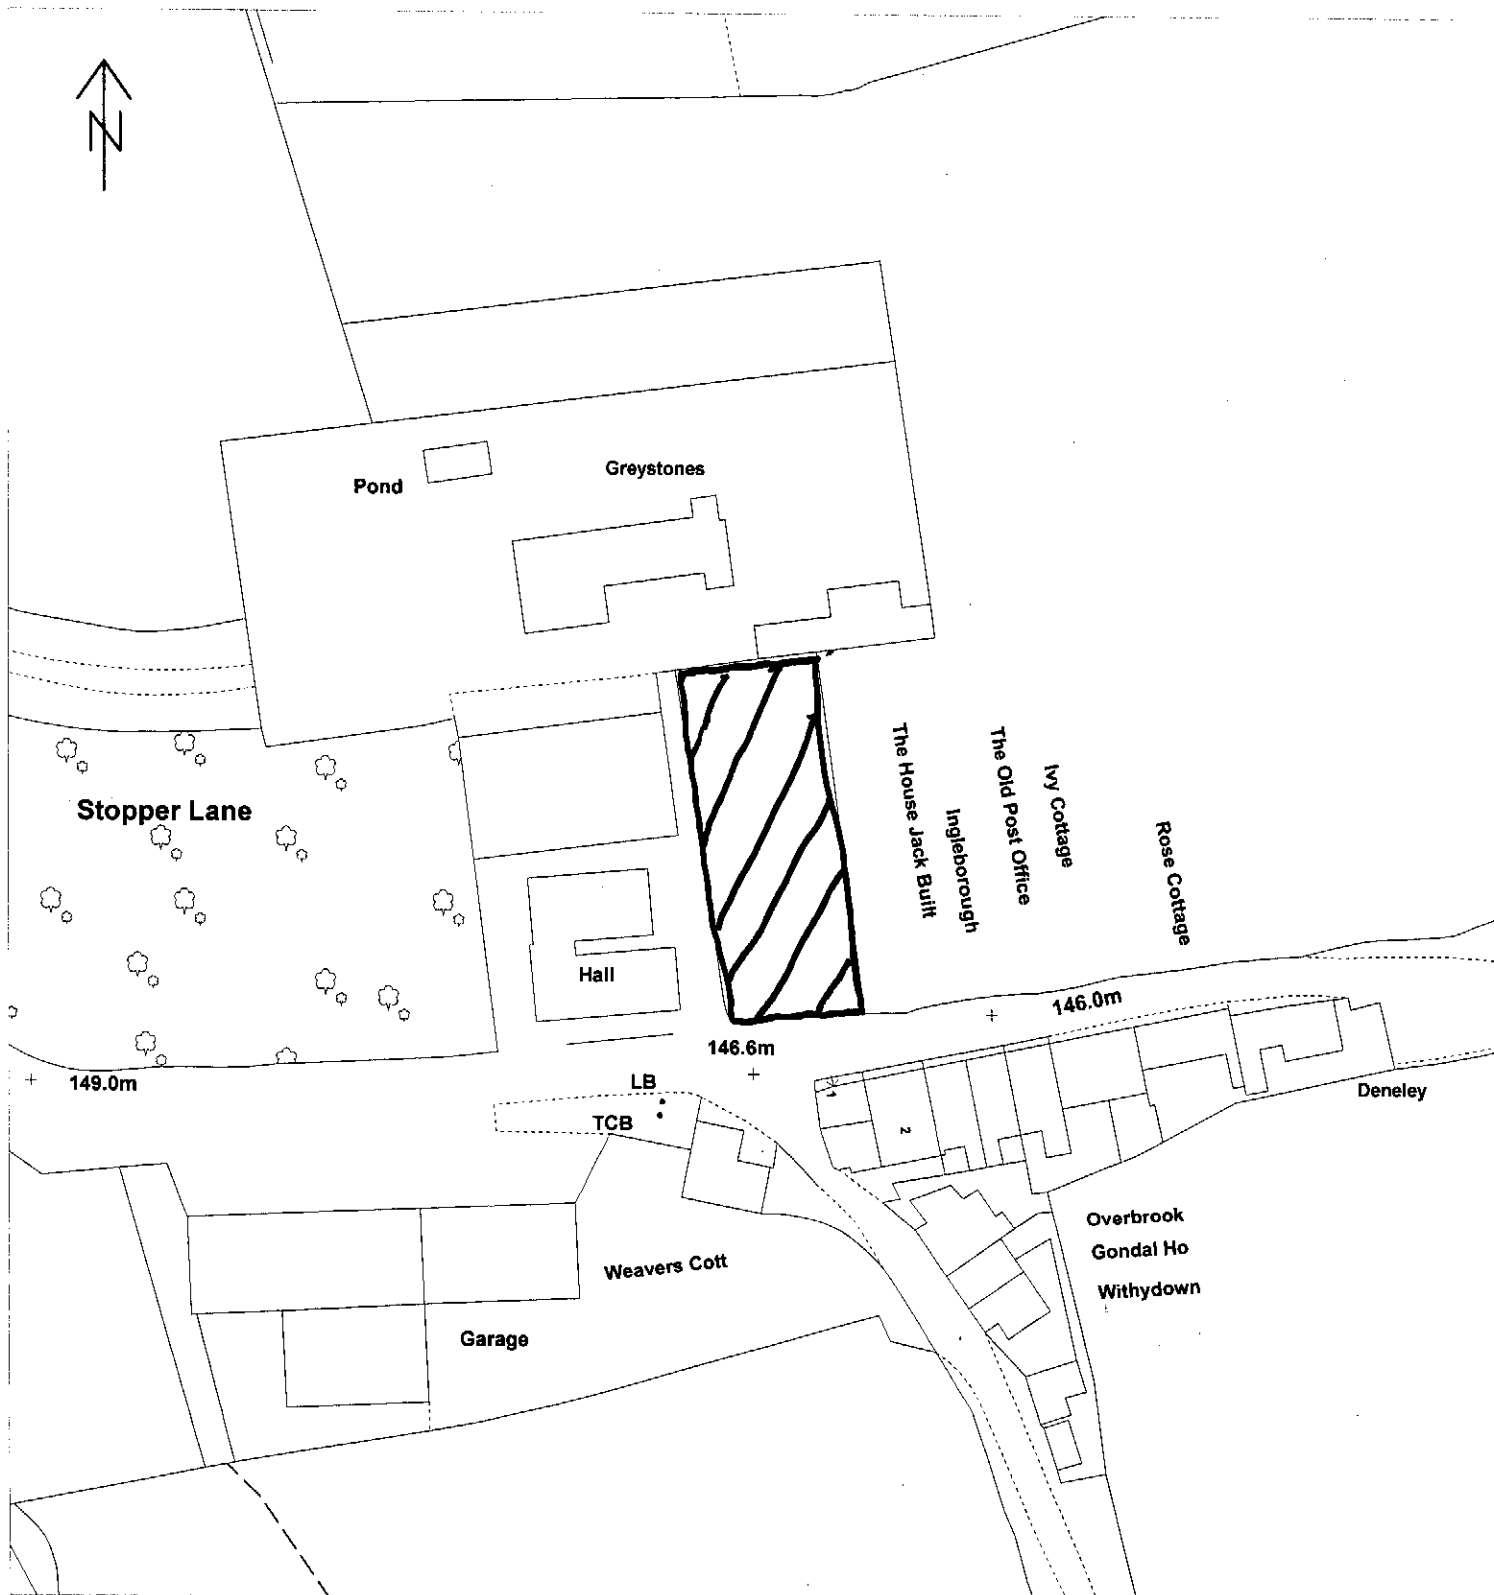 N
Greystones
Pond
Stopper Lane
The House Jack Built
Ingleborough
The Old Post Office
Ivy Cottage
Rose Cottage
Hall
146.0m
146.6m
149.0m
LB
TCB
1
2
Deneley
Overbrook
Gondal Ho
Withydown
Weavers Cott
Garage